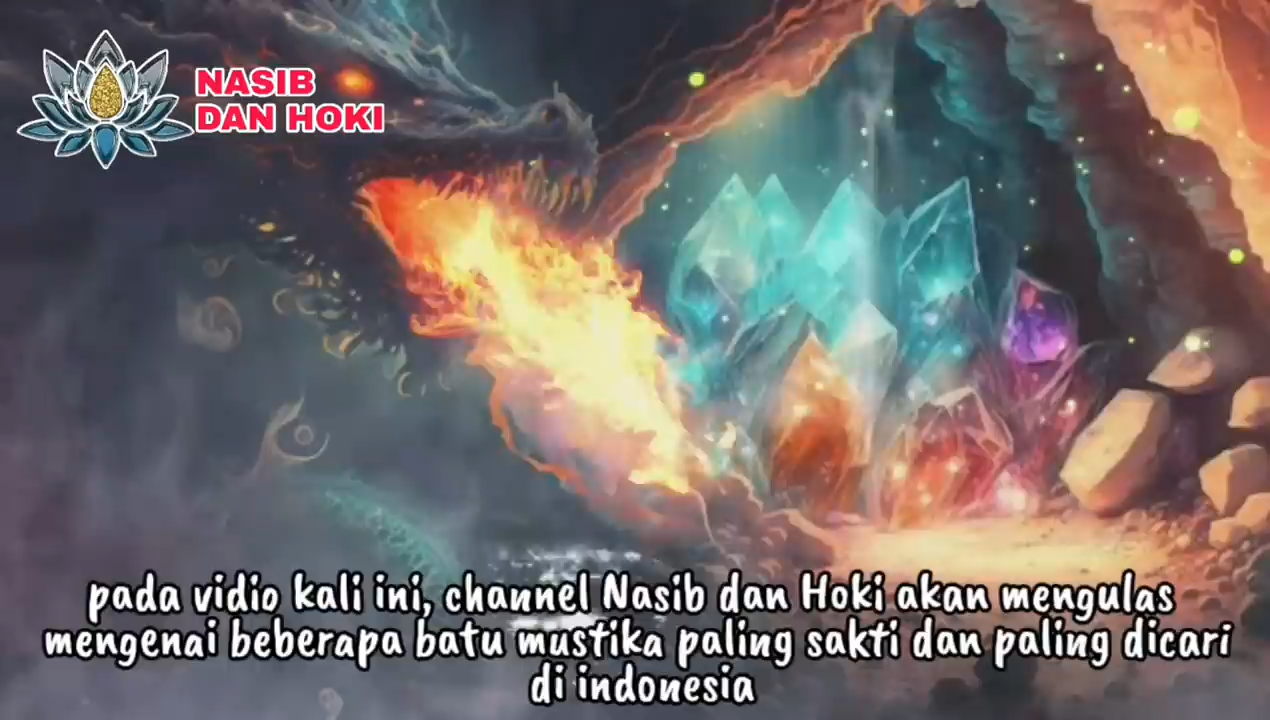 NASIB
DAN HOKI
pada vidio kali ini, channel Nasib dan Hoki akan mengulas
mengenai beberapa batu mustika paling sakti dan paling dicari
di indonesia